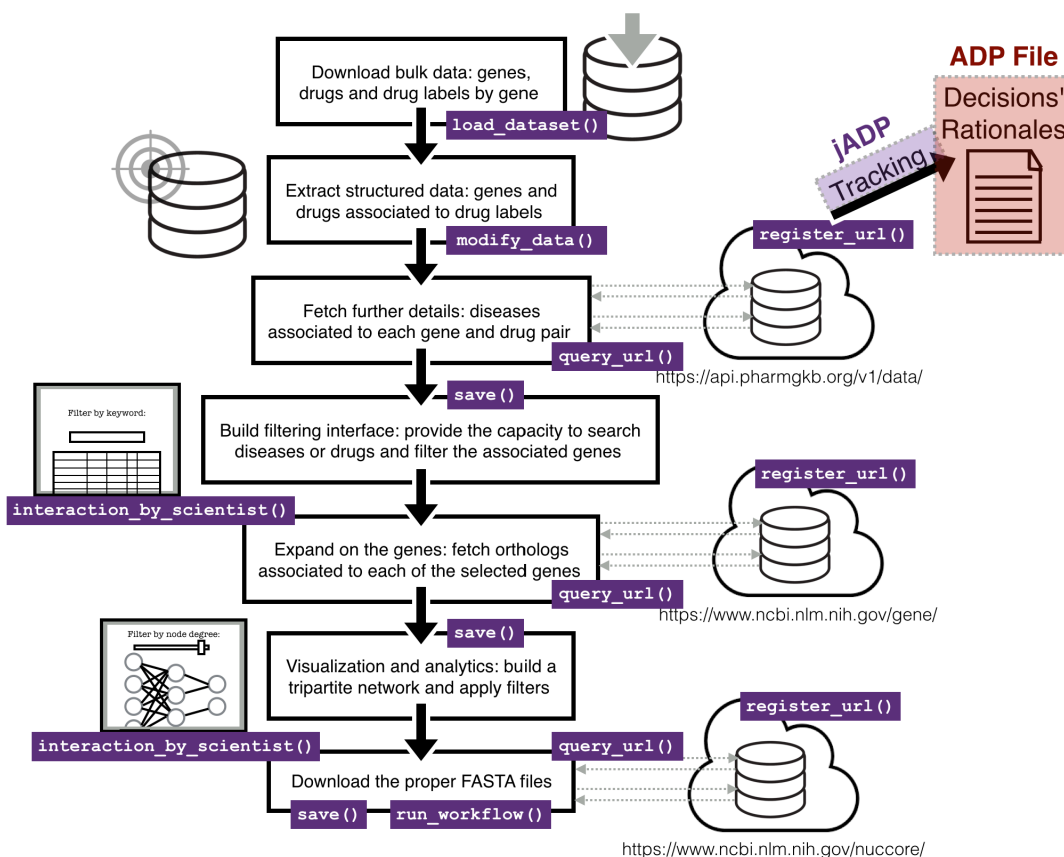 Download bulk data: genes,
drugs and drug labels by gene
load_dataset()
ADP File
Decisions'
Rationales
jADP
Tracking
Extract structured data: genes and
drugs associated to drug labels
modify_data()
register_url()
Fetch further details: diseases
associated to each gene and drug pair
query_url()
https://api.pharmgkb.org/v1/data/
save()
Filter by keyword:
Build filtering interface: provide the capacity to search
diseases or drugs and filter the associated genes
interaction_by_scientist()
register_url()
Expand on the genes: fetch orthologs
associated to each of the selected genes
query_url()
https://www.ncbi.nlm.nih.gov/gene/
save()
Filter by node degree:
Visualization and analytics: build a
tripartite network and apply filters
interaction_by_scientist()
register_url()
query_url()
Download the proper FASTA files
save()
run_workflow()
https://www.ncbi.nlm.nih.gov/nuccore/